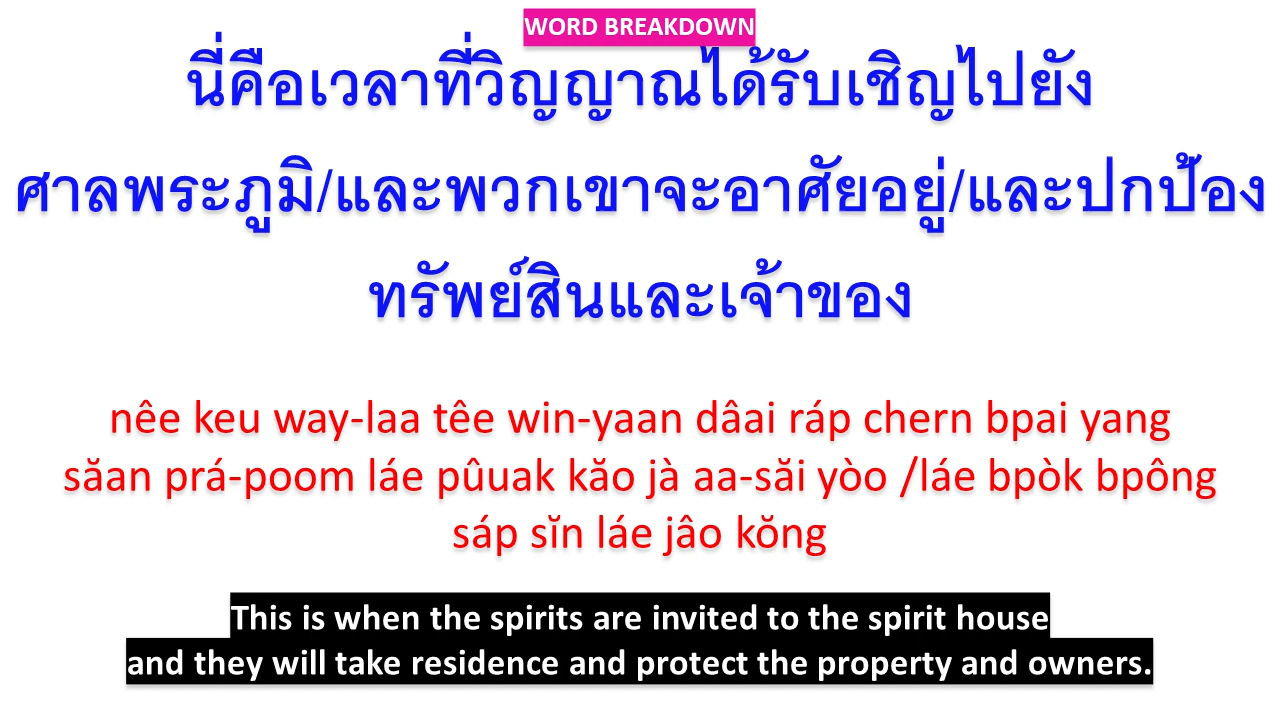 WORD BREAKDOWN
นี่คือเวลาที่วิญญาณได้รับเชิญไปยัง
ศาลพระภูมิ/และพวกเขาจะอาศัยอยู่/และปกป้อง
ทรัพย์สินและเจ้าของ
nêe keu way-laa têe win-yaan dâai ráp chern bpai yang
săan prá-poom láe pûuak kăo jà aa-săi yòo /láe bpòk bpông
sáp sĭn láe jâo kŏng
This is when the spirits are invited to the spirit house
and they will take residence and protect the property and owners.